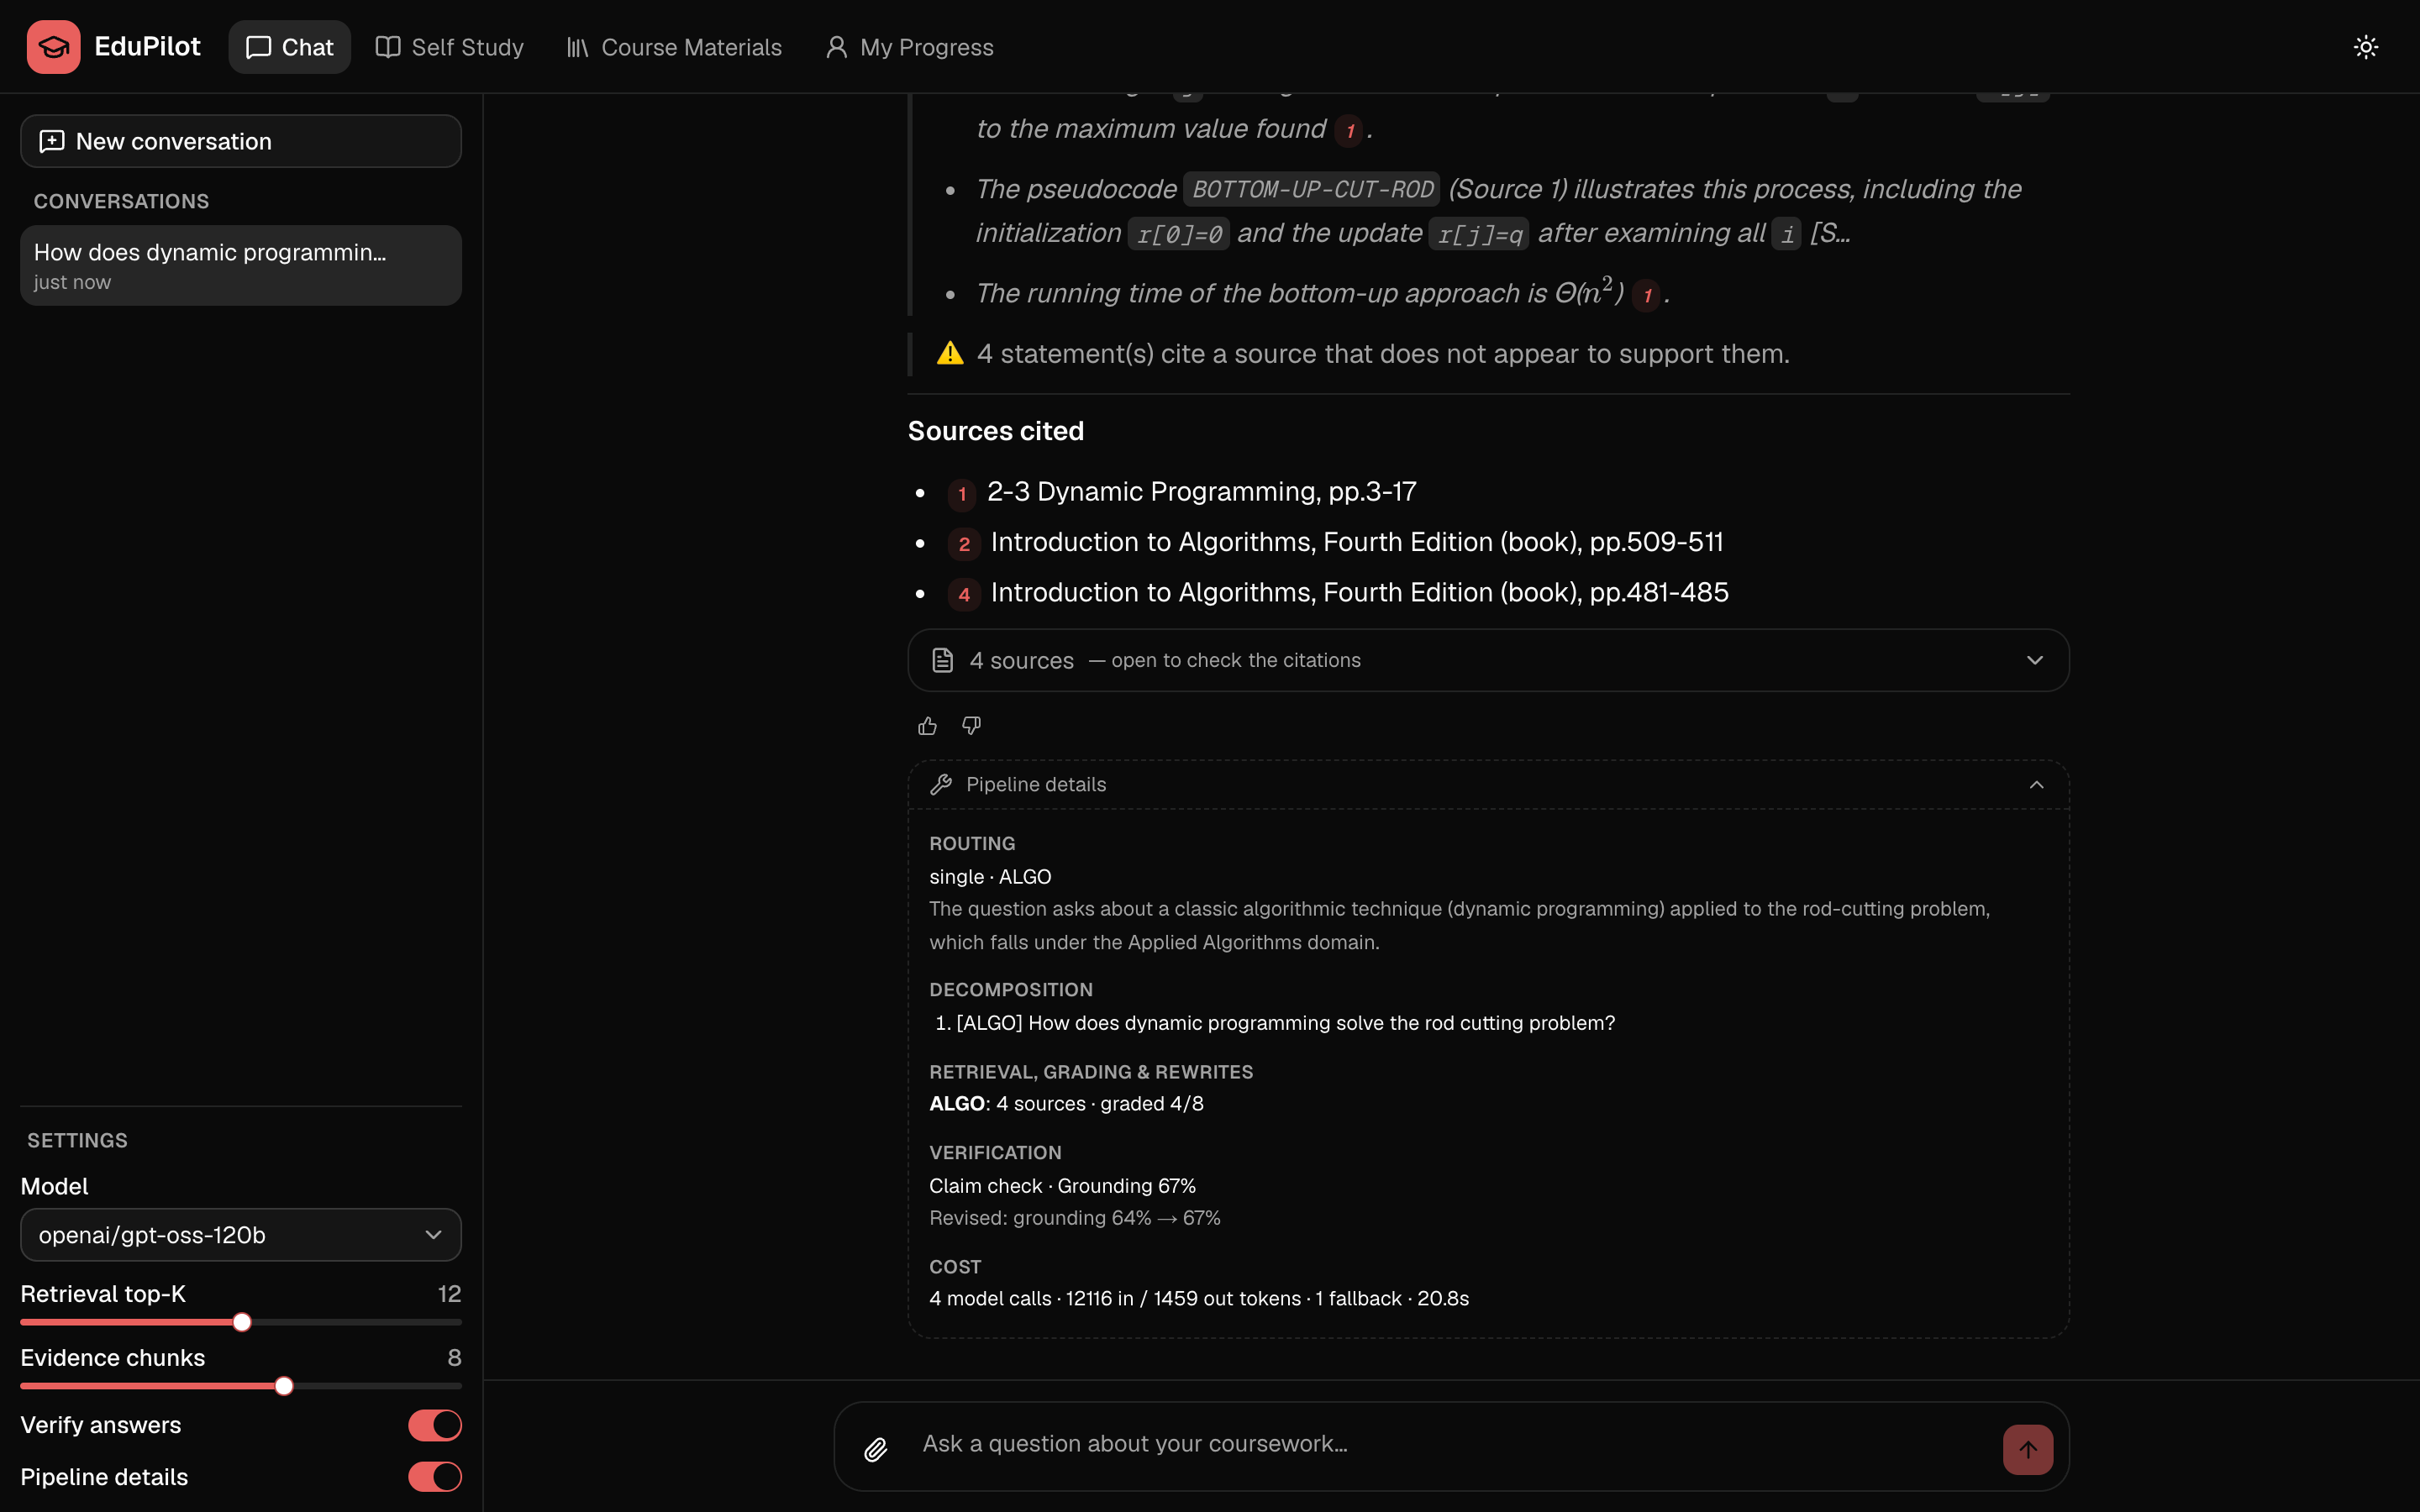 EduPilot
Chat
Self Study
Course Materials
My Progress
New conversation
CONVERSATIONS
How does dynamic programmin...
just now
SETTINGS
Model
openai/gpt-oss-120b
Retrieval top-K 12
Evidence chunks 8
Verify answers
Pipeline details
to the maximum value found 1 .
• The pseudocode BOTTOM-UP-CUT-ROD (Source 1) illustrates this process, including the
initialization r[0]=0 and the update r[j]=q after examining all i [S...
• The running time of the bottom-up approach is Θ(n²) 1 .
⚠️ 4 statement(s) cite a source that does not appear to support them.
Sources cited
• 1 2-3 Dynamic Programming, pp.3-17
• 2 Introduction to Algorithms, Fourth Edition (book), pp.509-511
• 4 Introduction to Algorithms, Fourth Edition (book), pp.481-485
4 sources — open to check the citations
Pipeline details
ROUTING
single · ALGO
The question asks about a classic algorithmic technique (dynamic programming) applied to the rod-cutting problem,
which falls under the Applied Algorithms domain.
DECOMPOSITION
1. [ALGO] How does dynamic programming solve the rod cutting problem?
RETRIEVAL, GRADING & REWRITES
ALGO: 4 sources · graded 4/8
VERIFICATION
Claim check · Grounding 67%
Revised: grounding 64% → 67%
COST
4 model calls · 12116 in / 1459 out tokens · 1 fallback · 20.8s
Ask a question about your coursework...